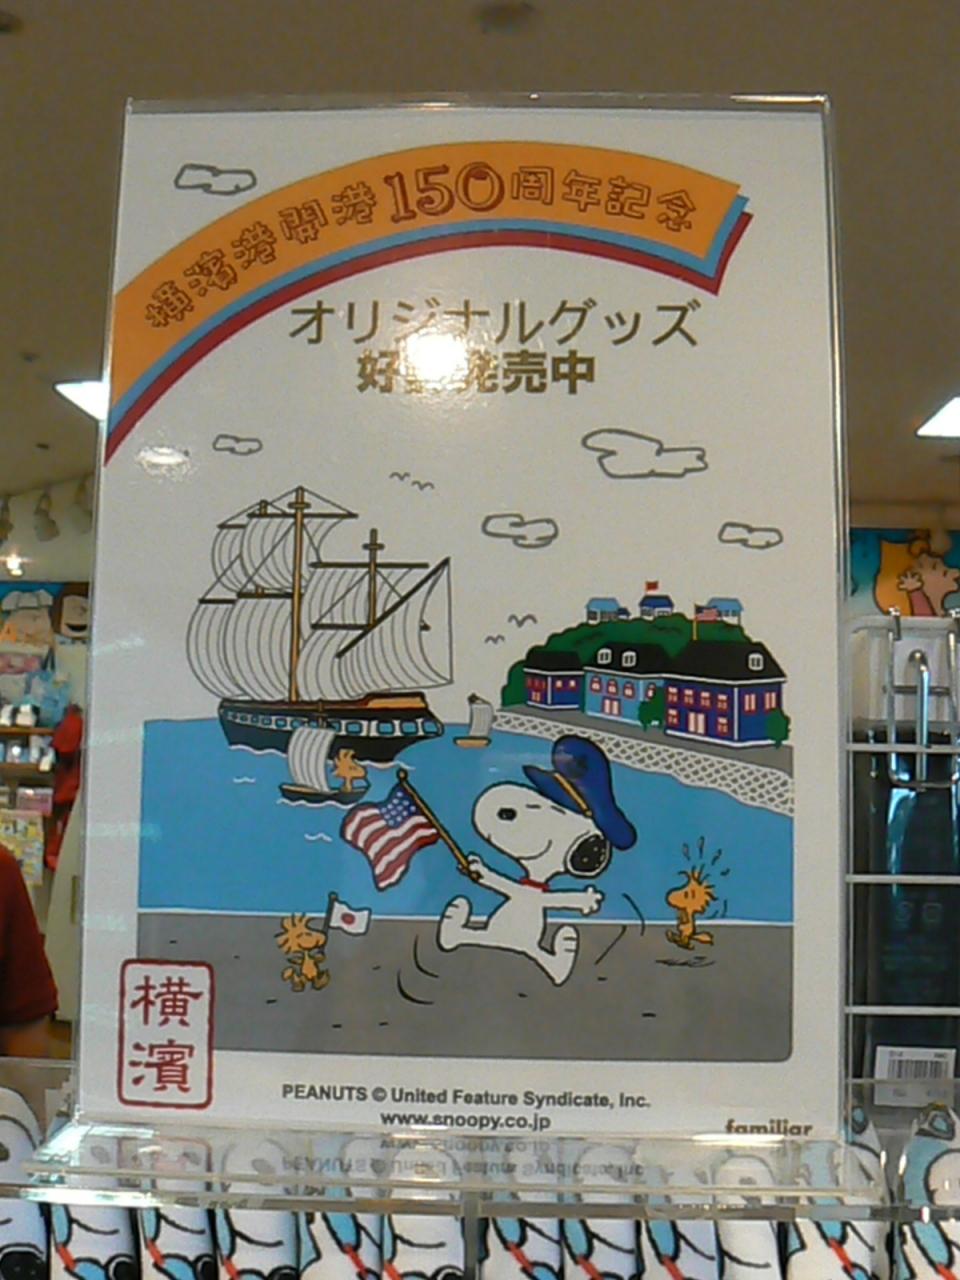 横濱港開港150周年記念
オリジナルグッズ
発売中
横
濱
PEANUTS © United Feature Syndicate, Inc.
www.snoopy.co.jp
familiar